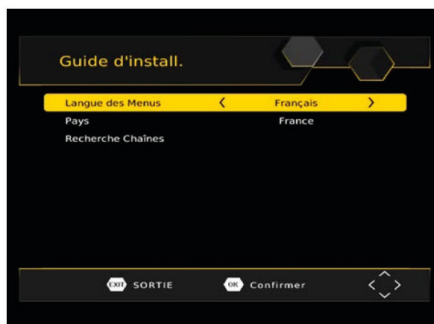 Guide d'install.
Langue des Menus < Français >
Pays France
Recherche Chaînes
EXIT SORTIE OK Confirmer